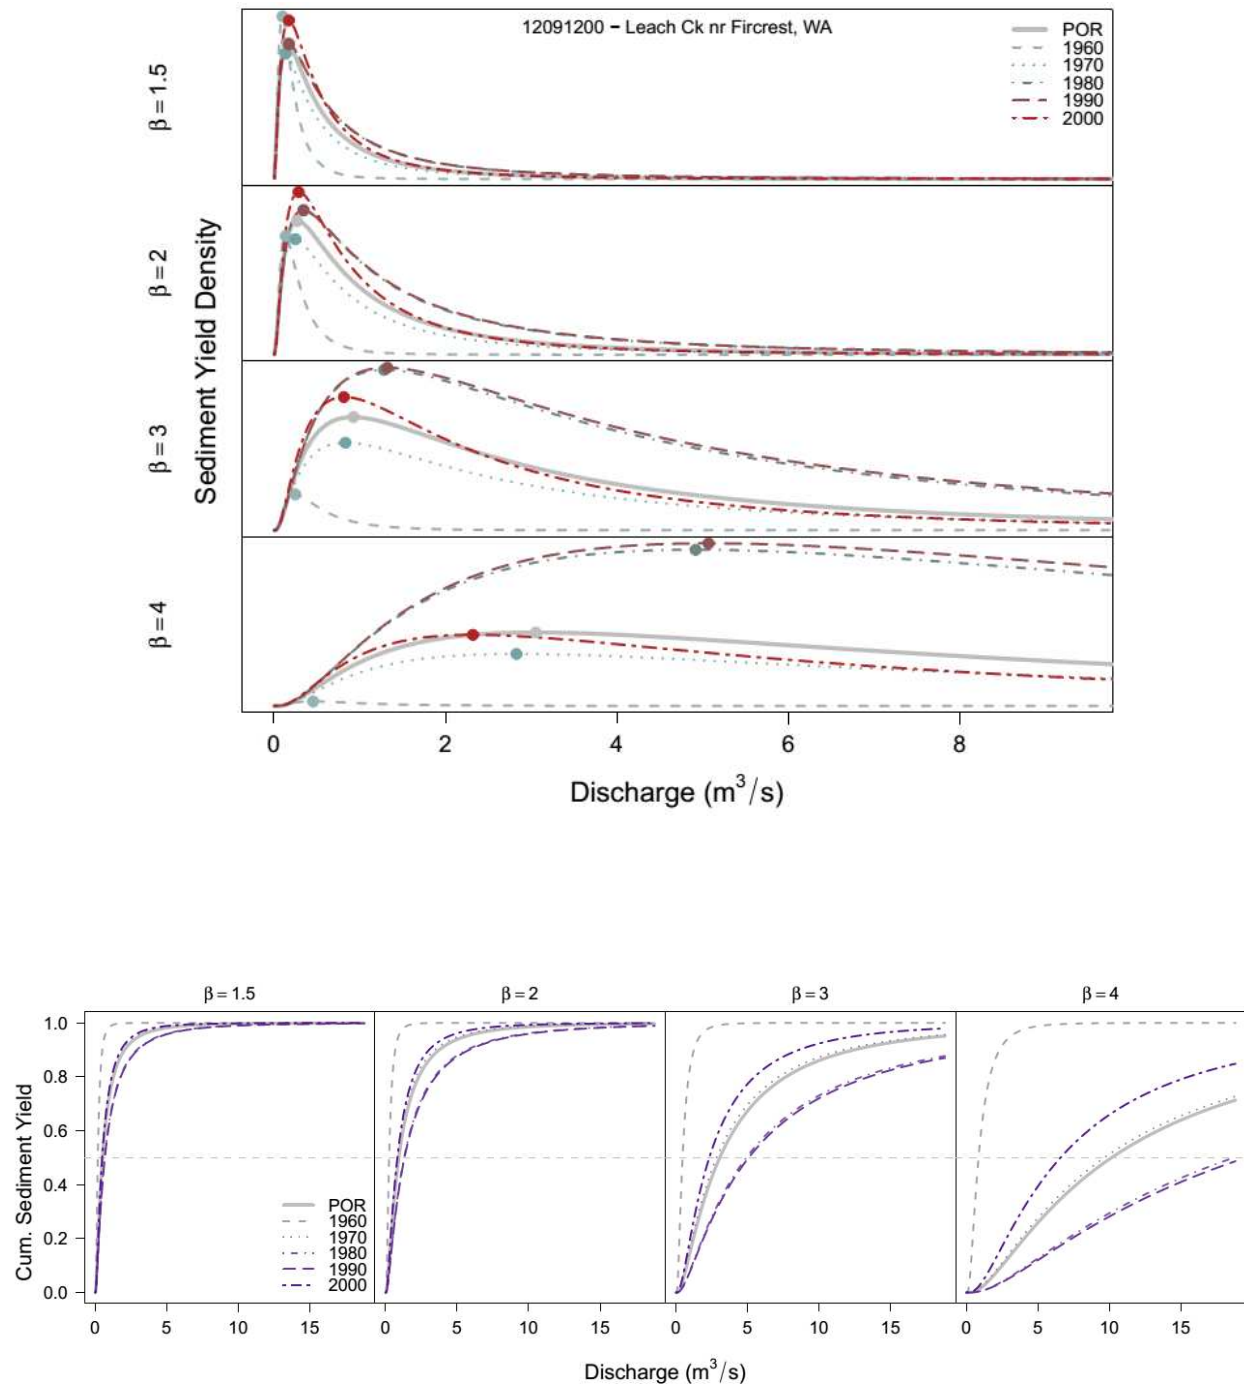 12091200 − Leach Ck nr Fircrest, WA
POR
1960
1970
1980
1990
2000
β = 1.5
β = 2
β = 3
β = 4
Sediment Yield Density
0 2 4 6 8
Discharge (m³/s)
β = 1.5 β = 2 β = 3 β = 4
Cum. Sediment Yield
1.0
0.8
0.6
0.4
0.2
0.0
POR
1960
1970
1980
1990
2000
0 5 10 15 0 5 10 15 0 5 10 15 0 5 10 15
Discharge (m³/s)